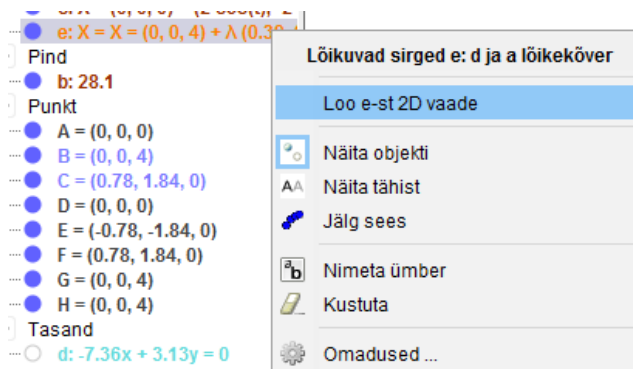 e: X = X = (0, 0, 4) + λ (0.39
Pind
b: 28.1
Punkt
A = (0, 0, 0)
B = (0, 0, 4)
C = (0.78, 1.84, 0)
D = (0, 0, 0)
E = (-0.78, -1.84, 0)
F = (0.78, 1.84, 0)
G = (0, 0, 4)
H = (0, 0, 4)
Tasand
d: -7.36x + 3.13y = 0
Lõikuvad sirged e: d ja a lõikekõver
Loo e-st 2D vaade
Näita objekti
AA Näita tähist
Jälg sees
ab Nimeta ümber
Kustuta
Omadused ...